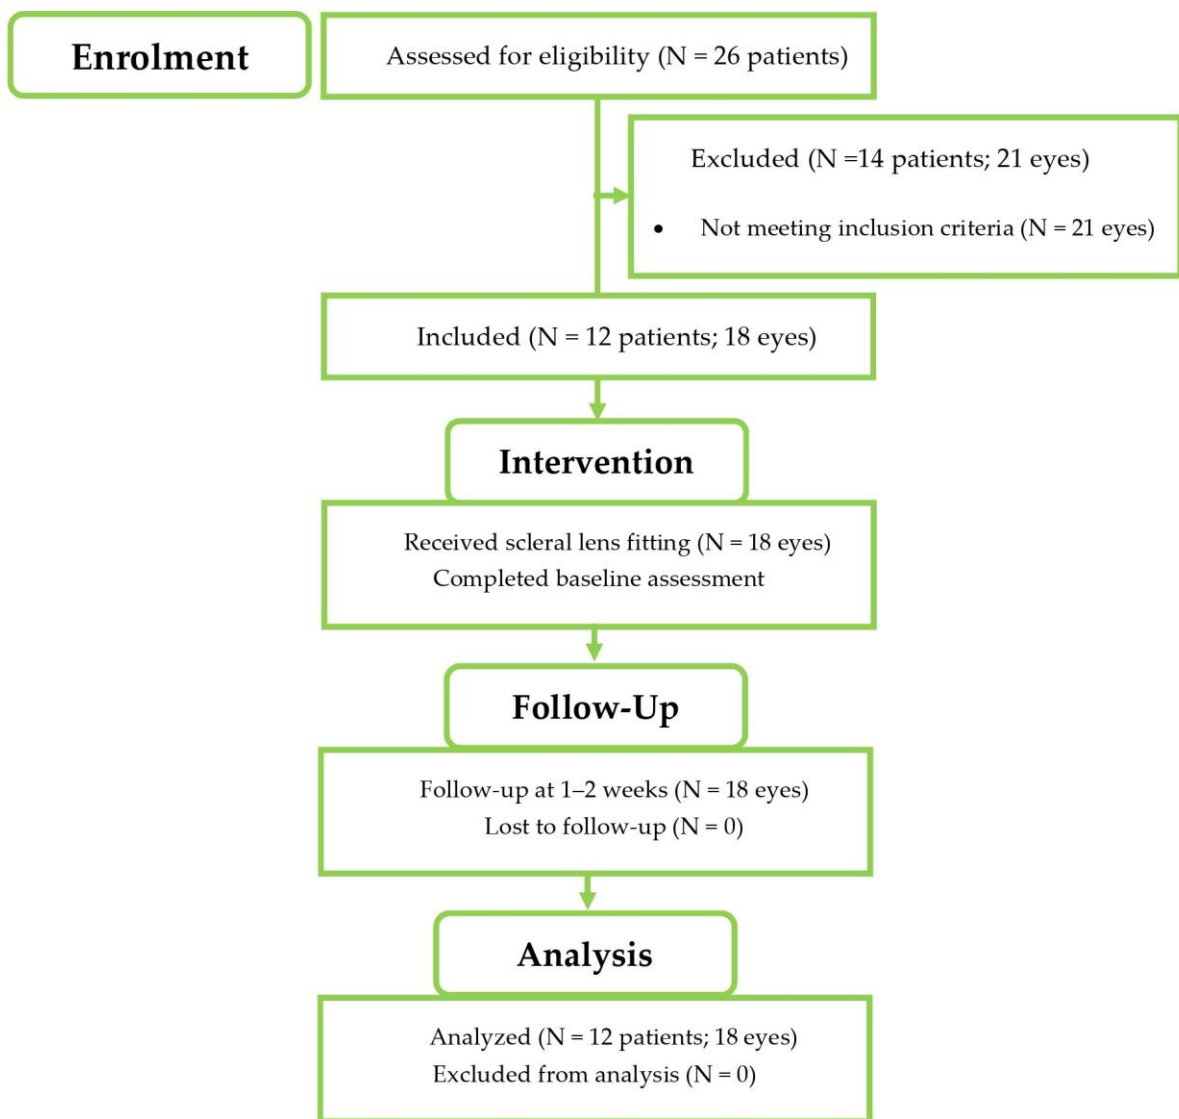 Enrolment
Assessed for eligibility (N = 26 patients)
Excluded (N =14 patients; 21 eyes)
• Not meeting inclusion criteria (N = 21 eyes)
Included (N = 12 patients; 18 eyes)
Intervention
Received scleral lens fitting (N = 18 eyes)
Completed baseline assessment
Follow-Up
Follow-up at 1–2 weeks (N = 18 eyes)
Lost to follow-up (N = 0)
Analysis
Analyzed (N = 12 patients; 18 eyes)
Excluded from analysis (N = 0)